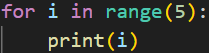 for i in range(5):
    print(i)